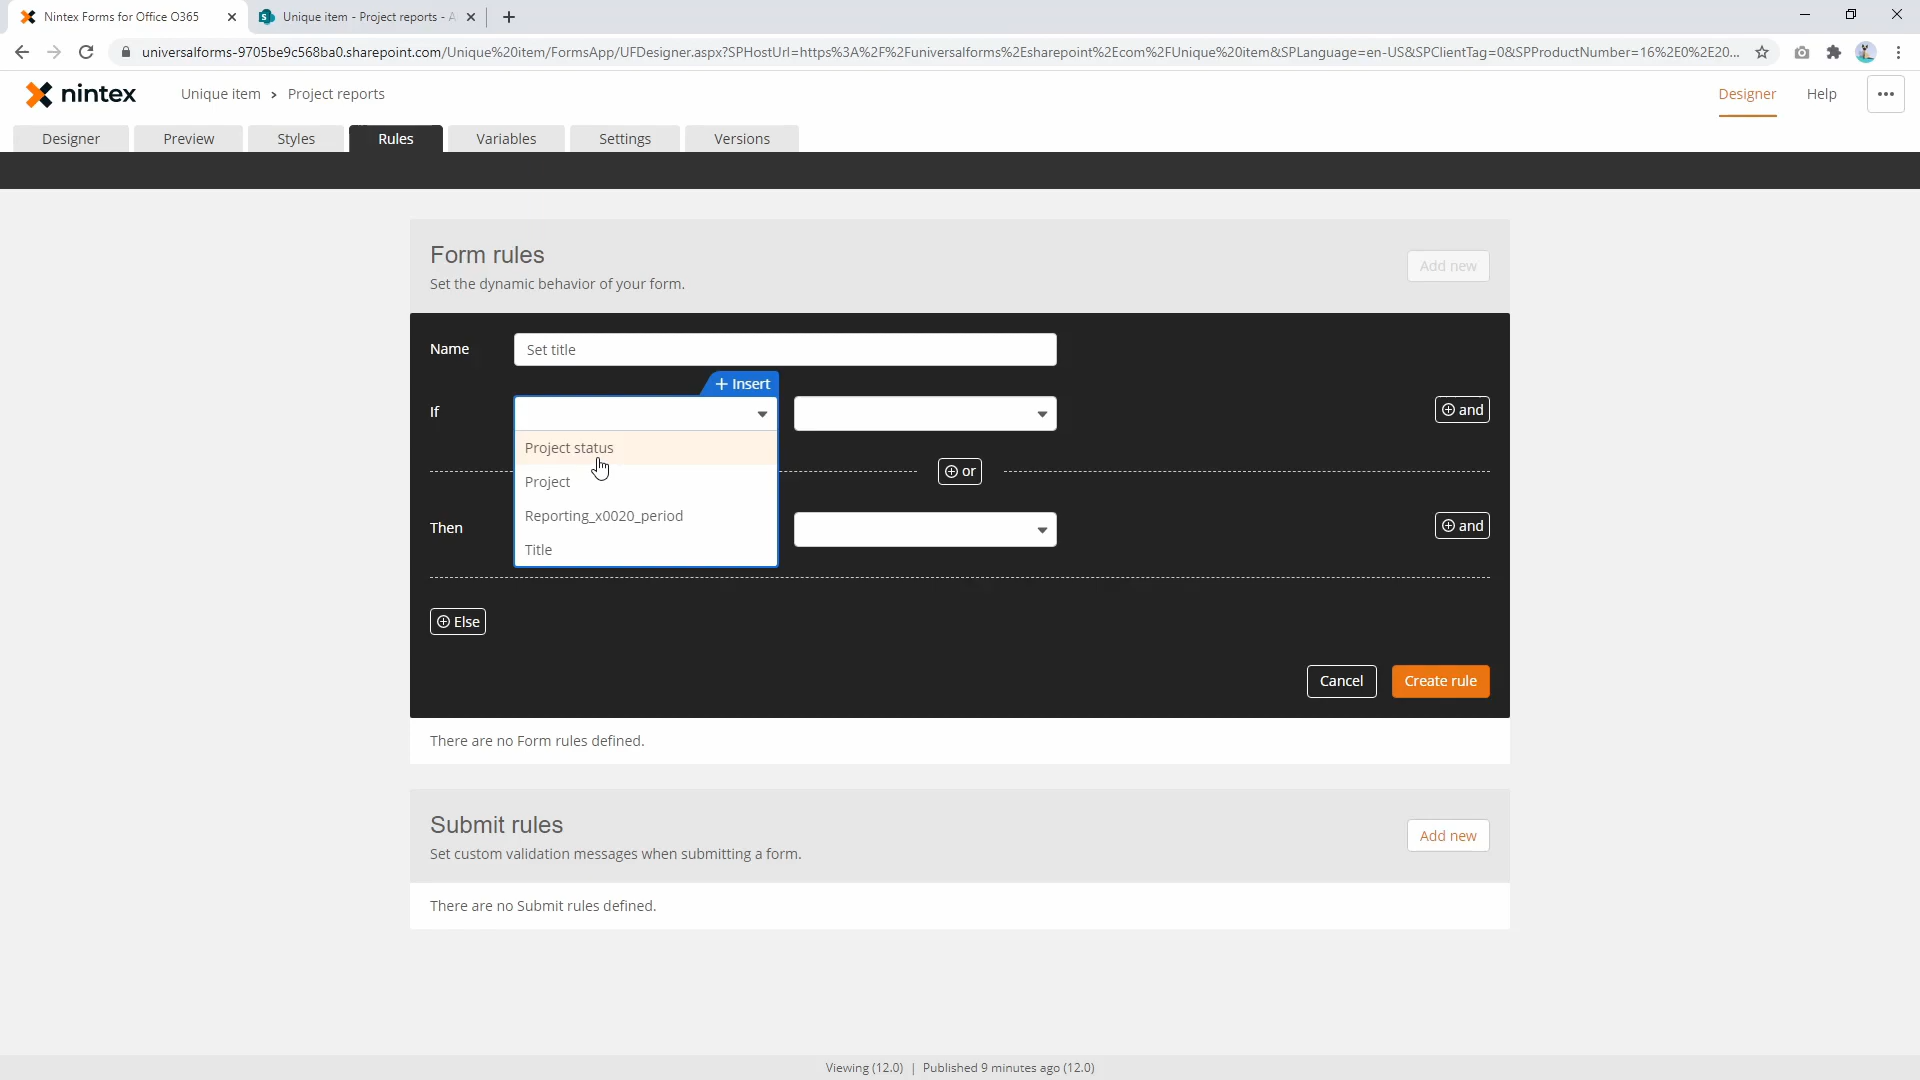 Nintex Forms for Office O365
Unique item - Project reports - A
universalforms-9705be9c568ba0.sharepoint.com/Unique%20item/FormsApp/UFDesigner.aspx?SPHostUrl=https%3A%2F%2Funiversalforms%2Esharepoint%2Ecom%2FUnique%20item&SPLanguage=en-US&SPClientTag=0&SPProductNumber=16%2E0%2E20...
nintex
Unique item > Project reports
Designer Help
Designer Preview Styles Rules Variables Settings Versions
Form rules
Set the dynamic behavior of your form.
Add new
Name Set title
Insert
If
and
Project status
or
Project
Reporting_x0020_period
Then
and
Title
Else
Cancel Create rule
There are no Form rules defined.
Submit rules
Set custom validation messages when submitting a form.
Add new
There are no Submit rules defined.
Viewing (12.0) | Published 9 minutes ago (12.0)